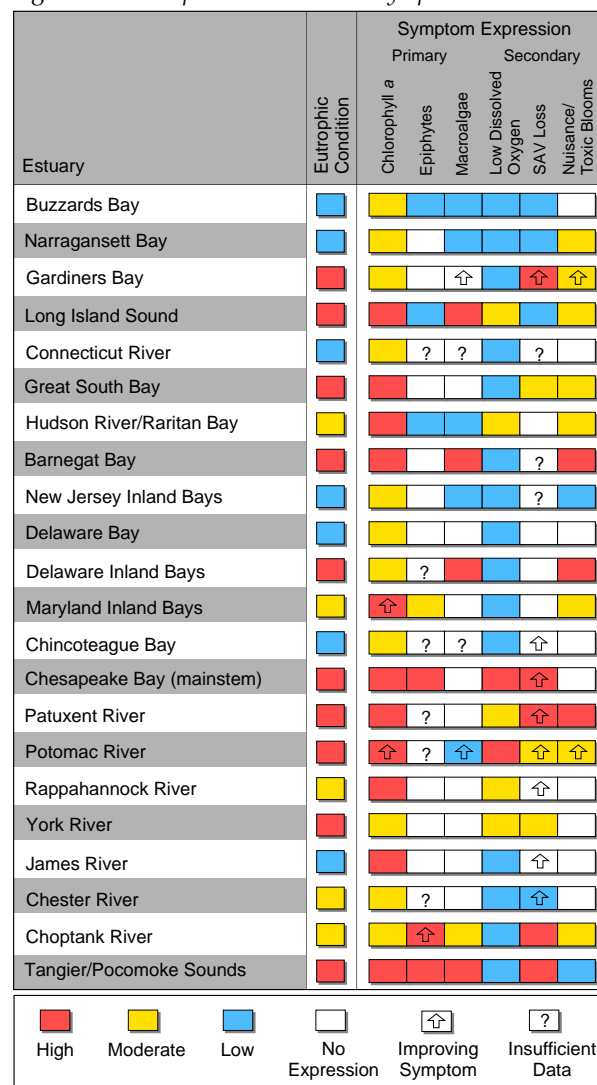 Symptom Expression
Primary Secondary
Estuary
Eutrophic
Condition
Chlorophyll a
Epiphytes
Macroalgae
Low Dissolved
Oxygen
SAV Loss
Nuisance/
Toxic Blooms
Buzzards Bay
Narragansett Bay
Gardiners Bay
Long Island Sound
Connecticut River ? ? ?
Great South Bay
Hudson River/Raritan Bay
Barnegat Bay ?
New Jersey Inland Bays ?
Delaware Bay
Delaware Inland Bays ?
Maryland Inland Bays
Chincoteague Bay ? ?
Chesapeake Bay (mainstem)
Patuxent River ?
Potomac River ?
Rappahannock River
York River
James River
Chester River ?
Choptank River
Tangier/Pocomoke Sounds
?
High Moderate Low No Improving Insufficient
Expression Symptom Data